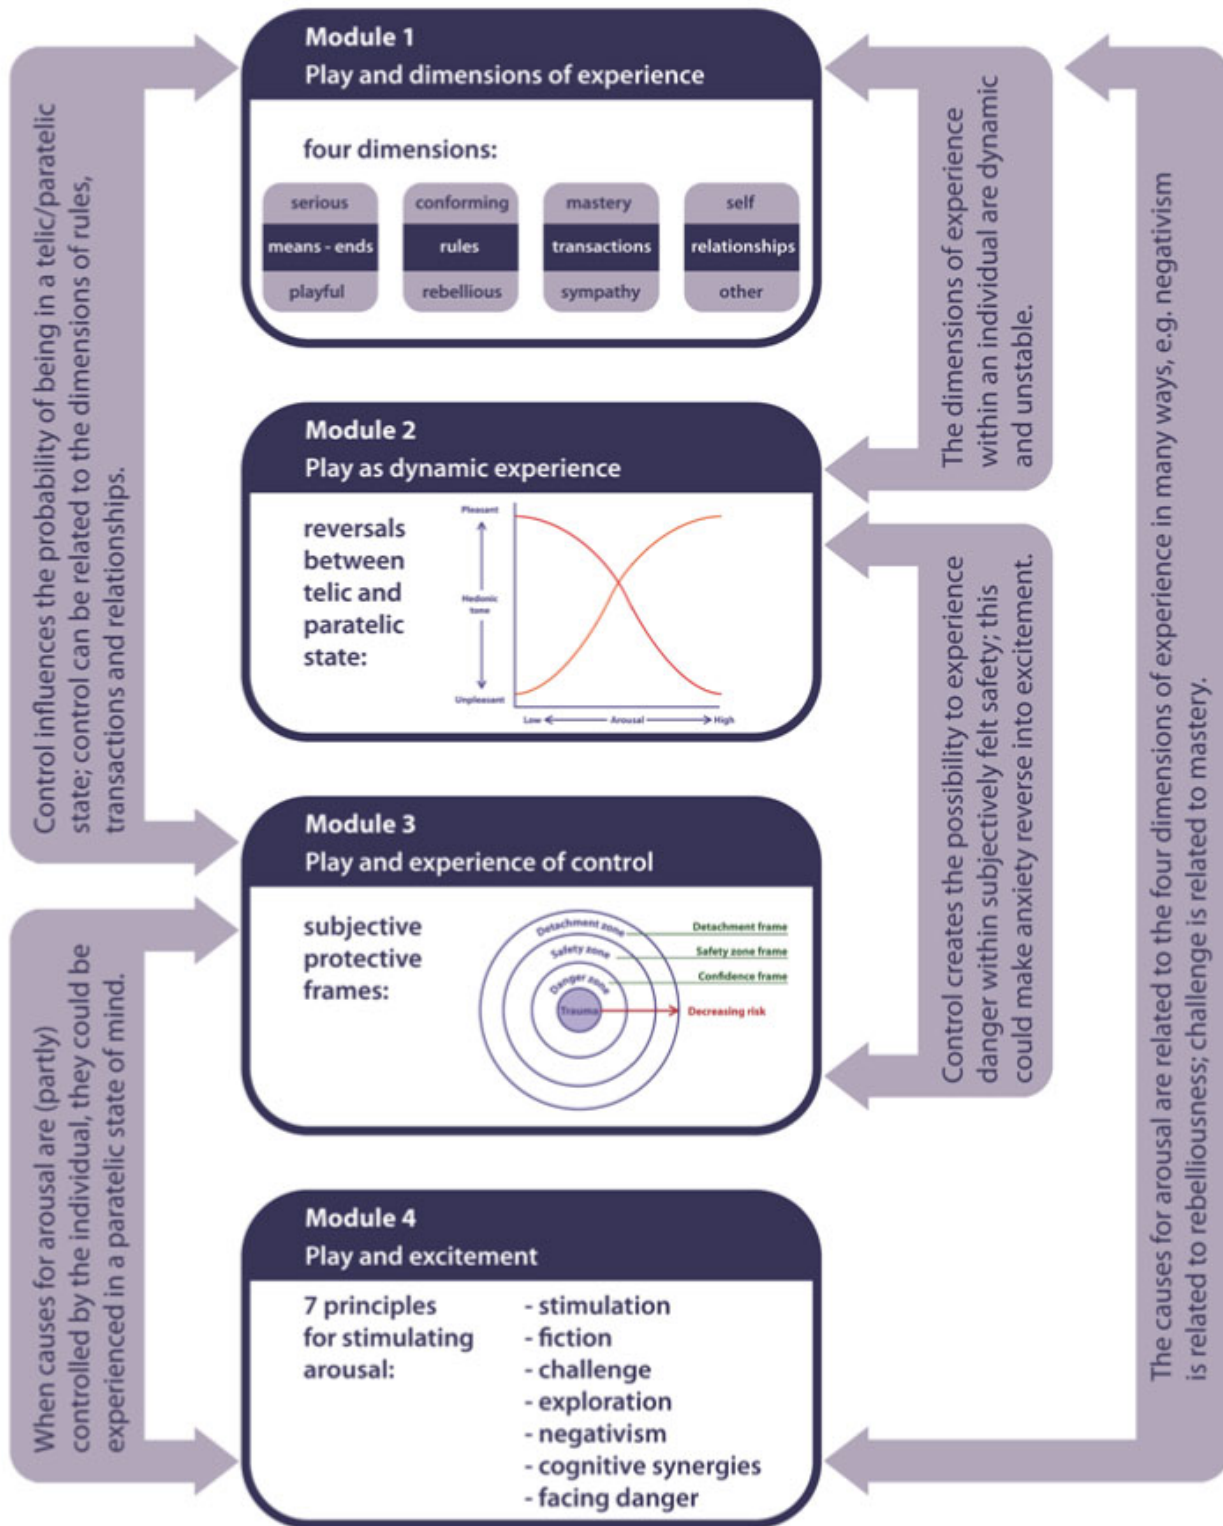 Module 1
Play and dimensions of experience
four dimensions:
serious
means - ends
playful
conforming
rules
rebellious
mastery
transactions
sympathy
self
relationships
other
Module 2
Play as dynamic experience
reversals
between
telic and
paratelic
state:
Pleasant
Hedonic
tone
Unpleasant
Low
Arousal
High
Module 3
Play and experience of control
subjective
protective
frames:
Detachment zone
Safety zone
Danger zone
Trauma
Detachment frame
Safety zone frame
Confidence frame
Decreasing risk
Module 4
Play and excitement
7 principles
for stimulating
arousal:
- stimulation
- fiction
- challenge
- exploration
- negativism
- cognitive synergies
- facing danger
Control influences the probability of being in a telic/paratelic
state; control can be related to the dimensions of rules,
transactions and relationships.
When causes for arousal are (partly)
controlled by the individual, they could be
experienced in a paratelic state of mind.
The dimensions of experience
within an individual are dynamic
and unstable.
Control creates the possibility to experience
danger within subjectively felt safety; this
could make anxiety reverse into excitement.
The causes for arousal are related to the four dimensions of experience in many ways, e.g. negativism
is related to rebelliousness; challenge is related to mastery.